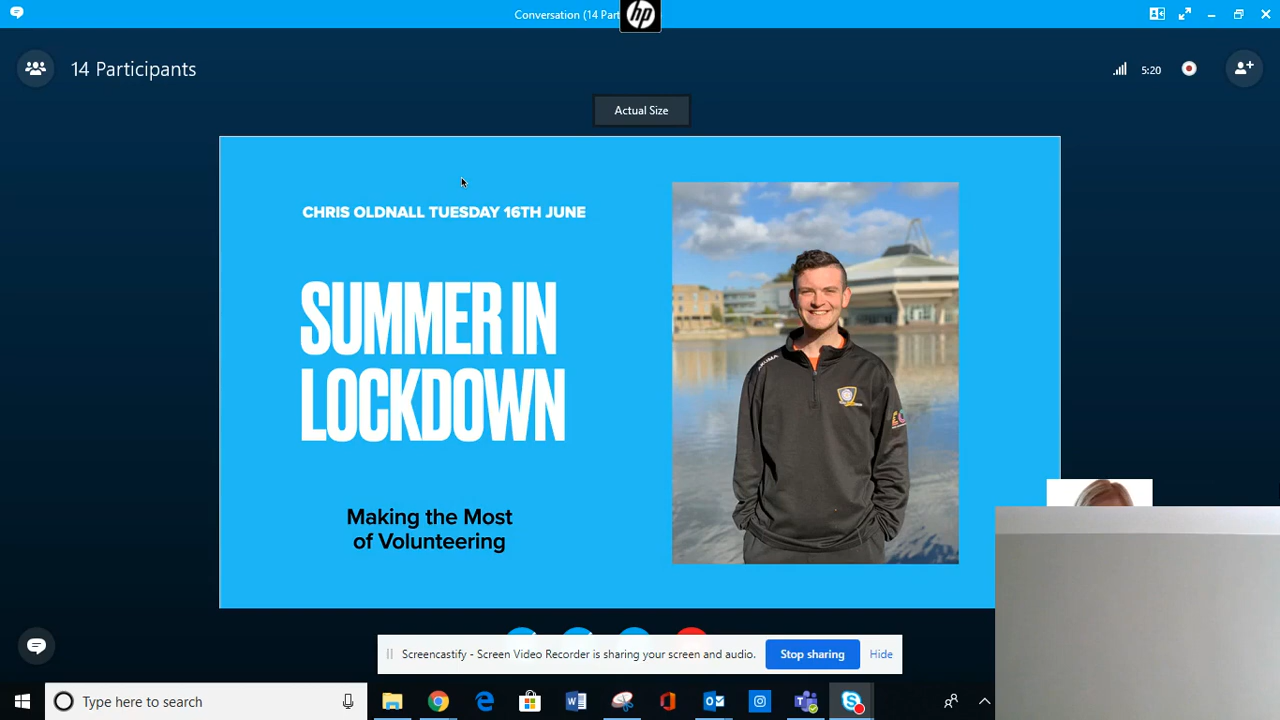 Conversation (14 Part
hp
14 Participants
5:20
Actual Size
CHRIS OLDNALL TUESDAY 16TH JUNE
SUMMER IN
LOCKDOWN
Making the Most
of Volunteering
Screencastify - Screen Video Recorder is sharing your screen and audio.
Stop sharing
Hide
Type here to search